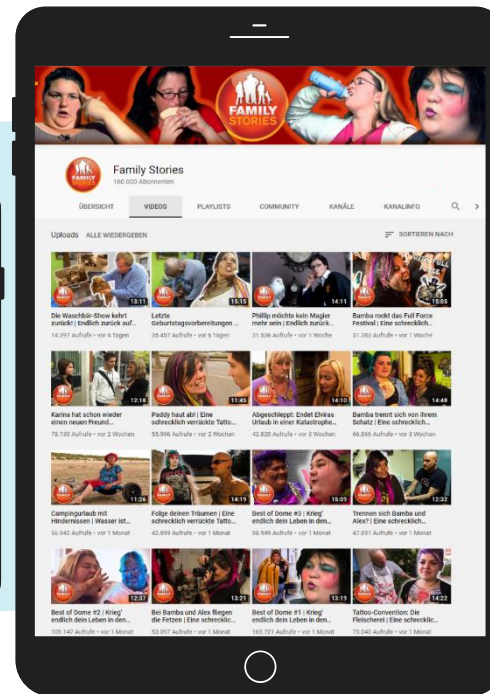 FAMILY
STORIES
Family Stories
160.000 Abonnenten
ÜBERSICHT VIDEOS PLAYLISTS COMMUNITY KANÄLE KANALINFO
Uploads ALLE WIEDERGEBEN SORTIEREN NACH
13:11 15:15 14:11 15:05
Die Waschbär-Show kehrt
zurück! | Endlich zurück auf...
14.397 Aufrufe • vor 4 Tagen
Letzte
Geburtstagsvorbereitungen ...
35.457 Aufrufe • vor 6 Tagen
Phillip möchte kein Magier
mehr sein | Endlich zurück...
31.536 Aufrufe • vor 1 Woche
Bamba rockt das Full Force
Festival | Eine schrecklich...
31.383 Aufrufe • vor 1 Woche
12:18 11:45 14:10 14:48
Karina hat schon wieder
einen neuen Freund...
78.130 Aufrufe • vor 2 Wochen
Paddy haut ab! | Eine
schrecklich verrückte Tatto...
55.996 Aufrufe • vor 2 Wochen
Abgeschleppt: Endet Elviras
Urlaub in einer Katastrophe...
42.820 Aufrufe • vor 3 Wochen
Bamba trennt sich von ihrem
Schatz | Eine schrecklich...
66.866 Aufrufe • vor 3 Wochen
11:26 14:19 15:09 12:32
Campingurlaub mit
Hindernissen | Wasser ist...
50.942 Aufrufe • vor 1 Monat
Folge deinen Träumen | Eine
schrecklich verrückte Tatto...
42.899 Aufrufe • vor 1 Monat
Best of Dome #3 | Krieg'
endlich dein Leben in den...
98.949 Aufrufe • vor 1 Monat
Trennen sich Bamba und
Alex? | Eine schrecklich...
47.891 Aufrufe • vor 1 Monat
12:37 13:21 13:19 14:22
Best of Dome #2 | Krieg'
endlich dein Leben in den...
109.147 Aufrufe • vor 1 Monat
Bei Bamba und Alex fliegen
die Fetzen | Eine schrecklic...
53.097 Aufrufe • vor 1 Monat
Best of Dome #1 | Krieg'
endlich dein Leben in den...
163.721 Aufrufe • vor 1 Monat
Tattoo-Convention: Die
Fleischerei | Eine schrecklic...
73.040 Aufrufe • vor 1 Monat